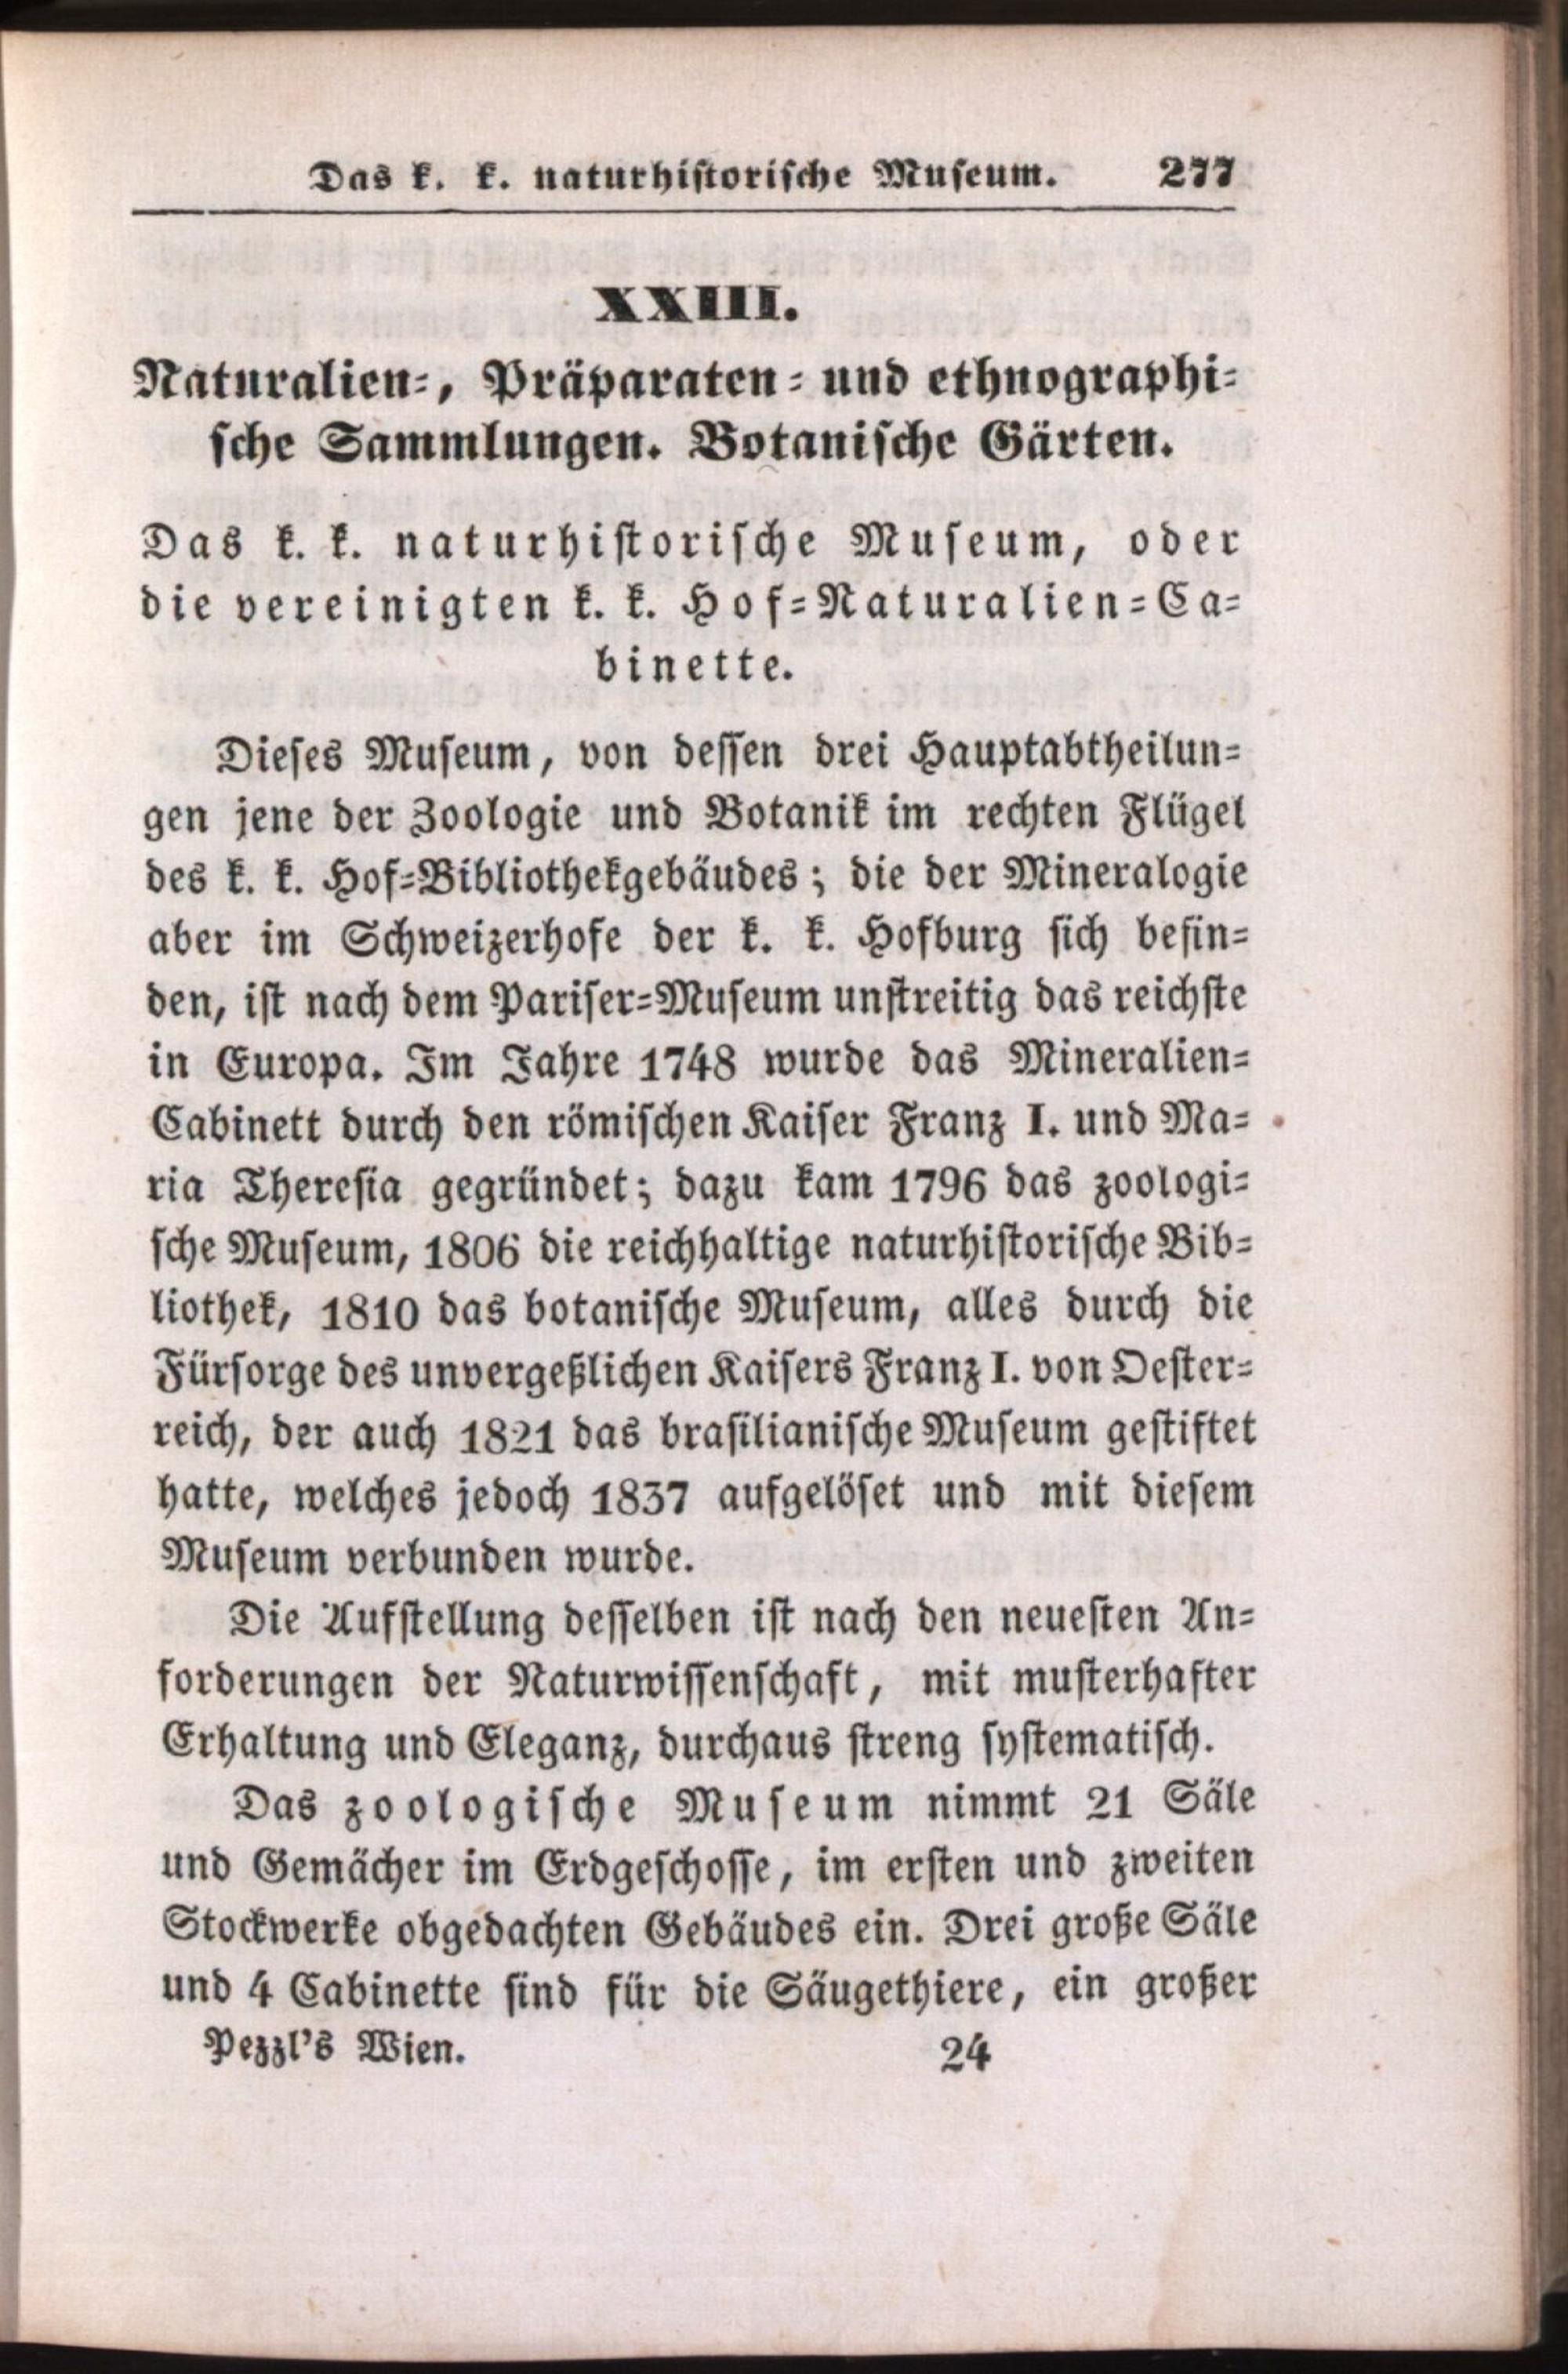 Das k. k. naturhistorische Museum. 277
XXIII.
Naturalien-, Präparaten- und ethnographi-
sche Sammlungen. Botanische Gärten.
Das k. k. naturhistorische Museum, oder
die vereinigten k. k. Hof-Naturalien-Ca-
binette.
Dieses Museum, von dessen drei Hauptabtheilun-
gen jene der Zoologie und Botanik im rechten Flügel
des k. k. Hof-Bibliothekgebäudes; die der Mineralogie
aber im Schweizerhofe der k. k. Hofburg sich befin-
den, ist nach dem Pariser-Museum unstreitig das reichste
in Europa. Im Jahre 1748 wurde das Mineralien-
Cabinett durch den römischen Kaiser Franz I. und Ma-
ria Theresia gegründet; dazu kam 1796 das zoologi-
sche Museum, 1806 die reichhaltige naturhistorische Bib-
liothek, 1810 das botanische Museum, alles durch die
Fürsorge des unvergeßlichen Kaisers Franz I. von Oester-
reich, der auch 1821 das brasilianische Museum gestiftet
hatte, welches jedoch 1837 aufgelöset und mit diesem
Museum verbunden wurde.
Die Aufstellung desselben ist nach den neuesten An-
forderungen der Naturwissenschaft, mit musterhafter
Erhaltung und Eleganz, durchaus streng systematisch.
Das zoologische Museum nimmt 21 Säle
und Gemächer im Erdgeschosse, im ersten und zweiten
Stockwerke obgedachten Gebäudes ein. Drei große Säle
und 4 Cabinette sind für die Säugethiere, ein großer
Pezzl's Wien. 24